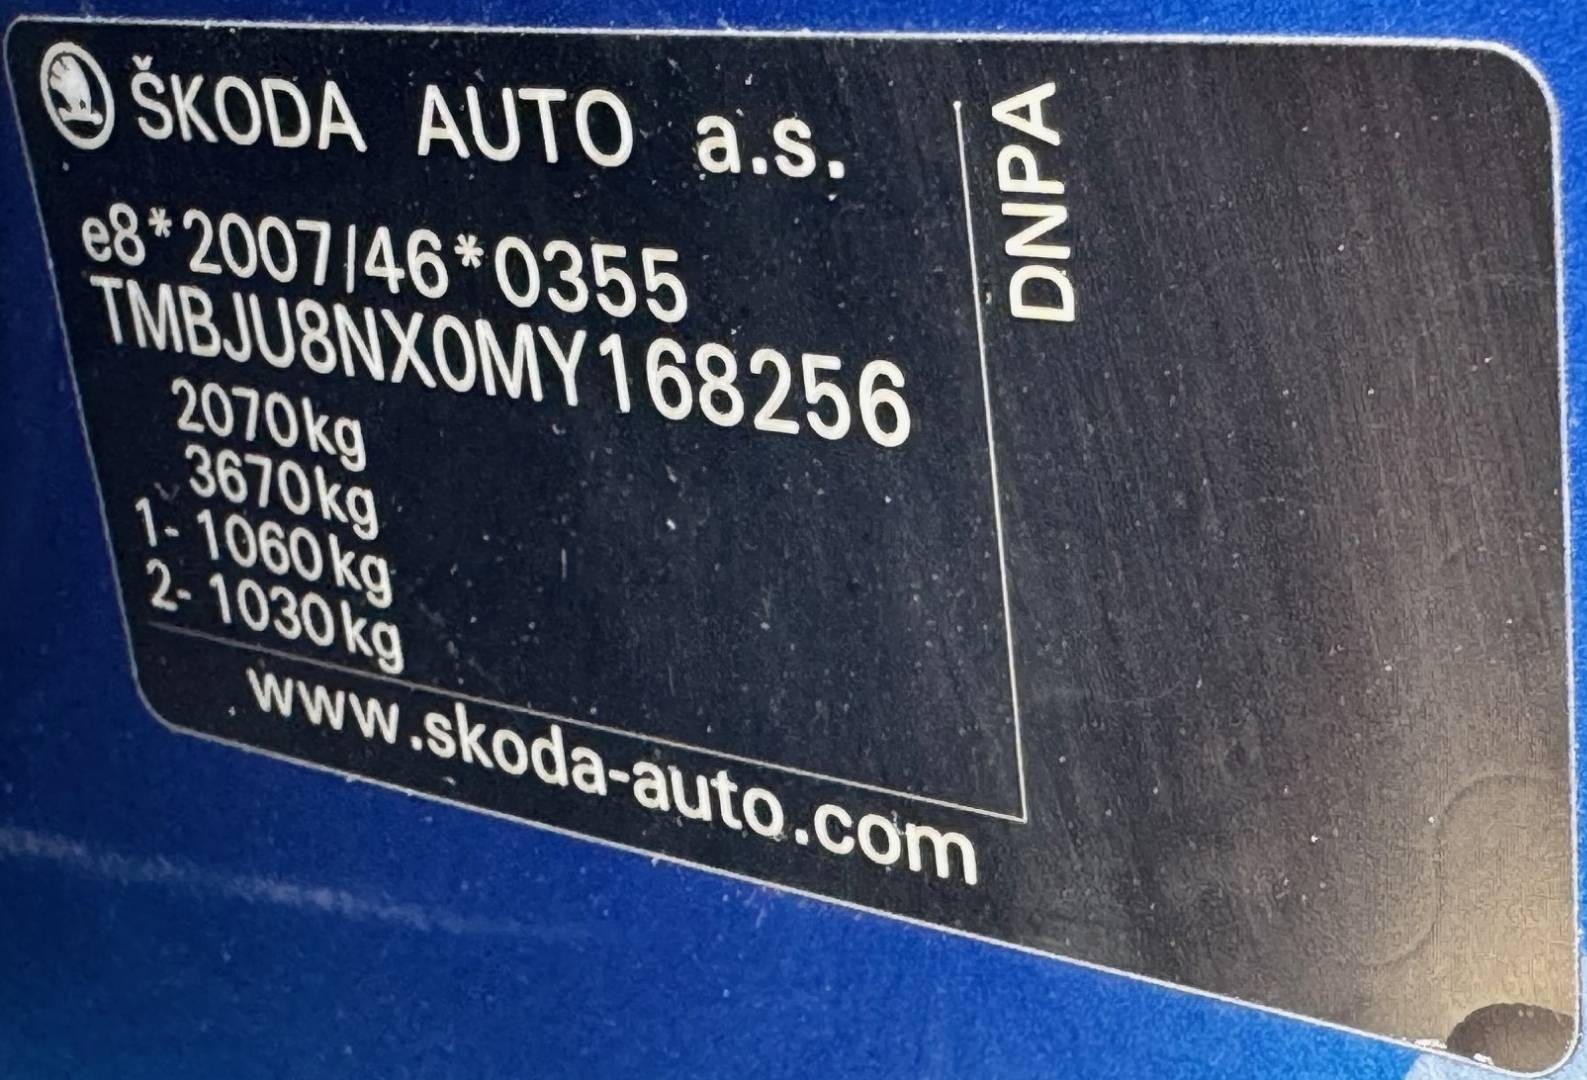 ŠKODA AUTO a.s.
e8*2007/46*0355
TMBJU8NX0MY168256
2070kg
3670kg
1- 1060kg
2- 1030kg
www.skoda-auto.com
DNPA